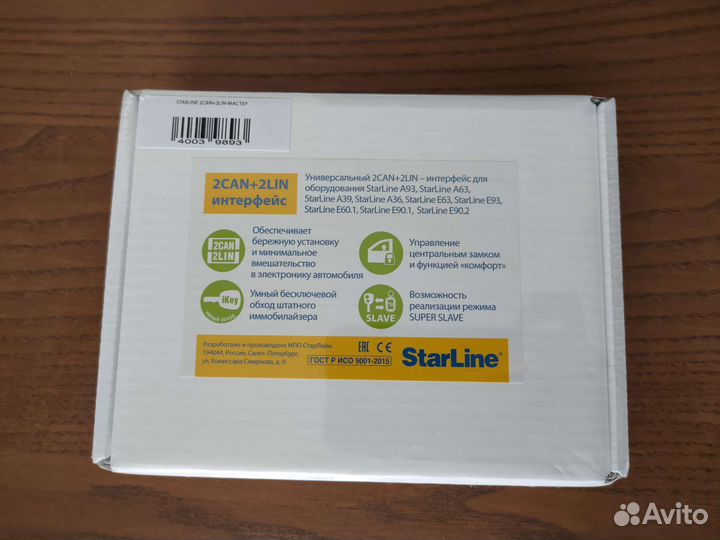 STARLINE 2CAN+2LIN-МАСТЕР
4003 9893
2CAN+2LIN
интерфейс
Универсальный 2CAN+2LIN – интерфейс для
оборудования StarLine A93, StarLine A63,
StarLine A39, StarLine A36, StarLine E63, StarLine E93,
StarLine E60.1, StarLine E90.1, StarLine E90.2
2CAN
2LIN
Обеспечивает
бережную установку
и минимальное
вмешательство
в электронику автомобиля
Управление
центральным замком
и функцией «комфорт»
iKey
УМНЫЙ ОБХОД
Умный бесключевой
обход штатного
иммобилайзера
SLAVE
Возможность
реализации режима
SUPER SLAVE
Разработано и произведено НПО СтарЛайн.
194044, Россия, Санкт-Петербург,
ул. Комиссара Смирнова, д. 9
EAC CE
ГОСТ Р ИСО 9001-2015
StarLine®
Avito